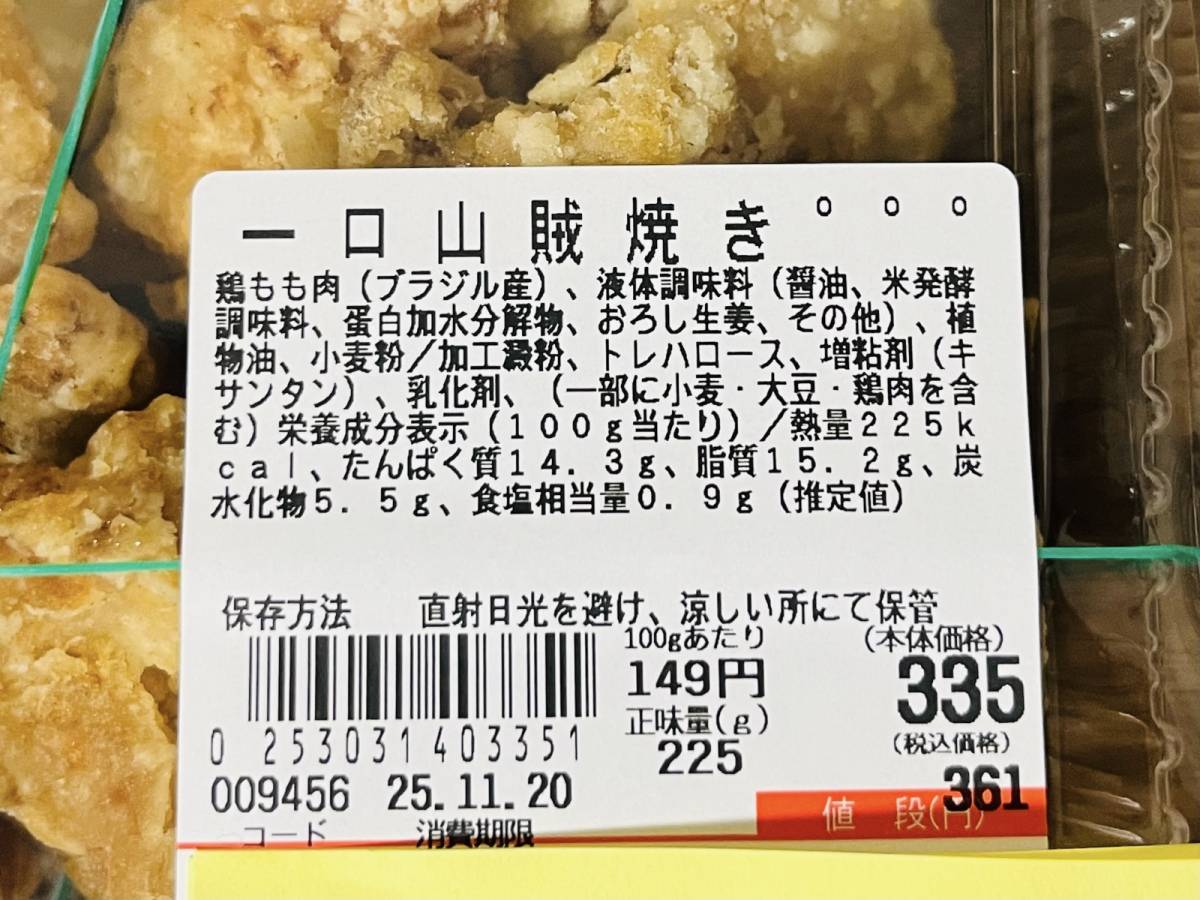 一口山賊焼き°°°
鶏もも肉（ブラジル産）、液体調味料（醤油、米発酵
調味料、蛋白加水分解物、おろし生姜、その他）、植
物油、小麦粉／加工澱粉、トレハロース、増粘剤（キ
サンタン）、乳化剤、（一部に小麦・大豆・鶏肉を含
む）栄養成分表示（１００ｇ当たり）／熱量２２５ｋ
ｃａｌ、たんぱく質１４．３ｇ、脂質１５．２ｇ、炭
水化物５．５ｇ、食塩相当量０．９ｇ（推定値）
保存方法　直射日光を避け、涼しい所にて保管
100gあたり
149円
正味量(g)
225
(本体価格)
335
(税込価格)
361
値 段(円)
0 253031 403351
009456 25.11.20
コード 消費期限